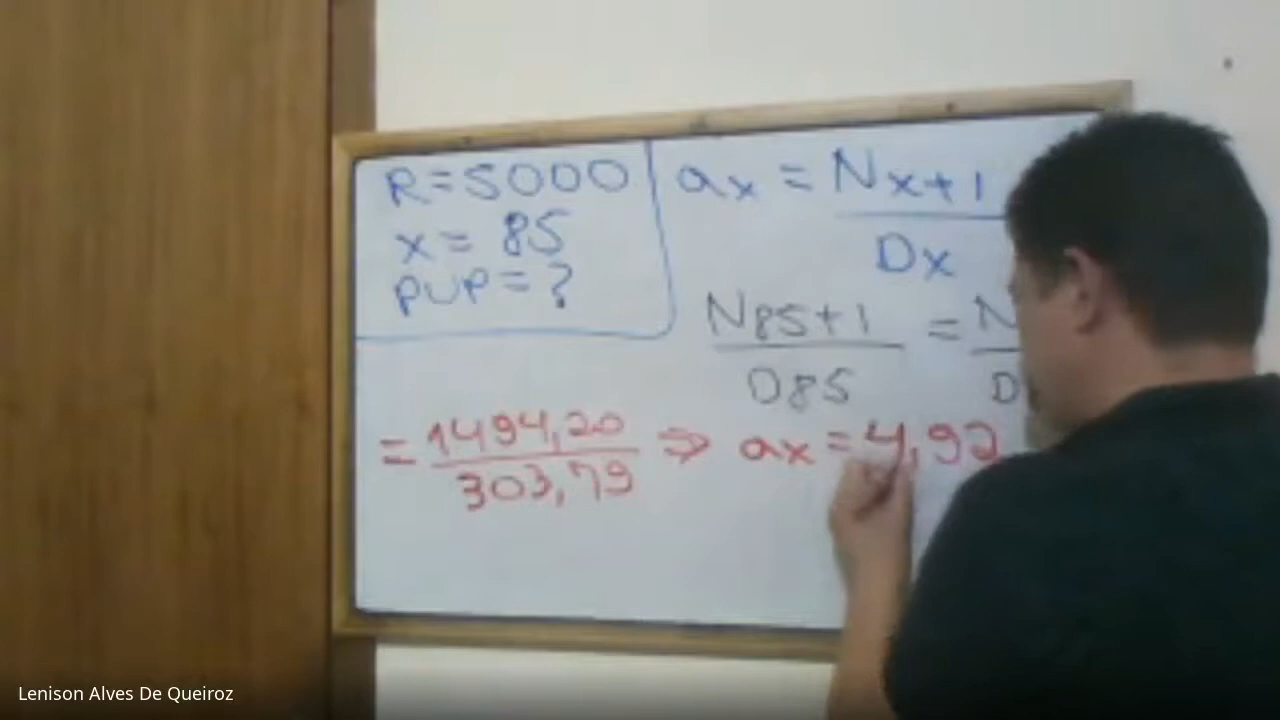 R=5000
x = 85
PUP = ?
ax = Nx+1
Dx
N85+1 = N
D85 D
= 1494,20 ⇒ ax = 4,92
303,79
Lenison Alves De Queiroz